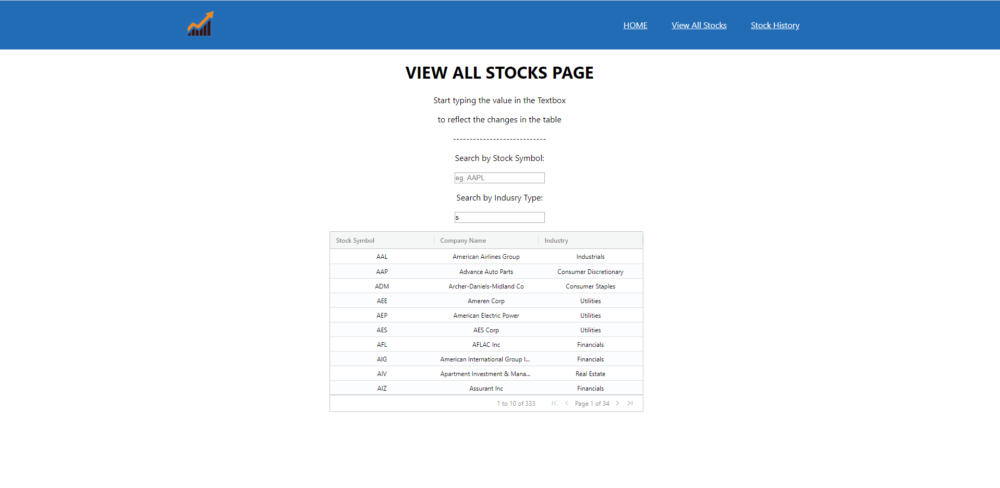 HOME View All Stocks Stock History
VIEW ALL STOCKS PAGE
Start typing the value in the Textbox
to reflect the changes in the table
----------------------------
Search by Stock Symbol:
eg. AAPL
Search by Indusry Type:
s
Stock Symbol Company Name Industry
AAL American Airlines Group Industrials
AAP Advance Auto Parts Consumer Discretionary
ADM Archer-Daniels-Midland Co Consumer Staples
AEE Ameren Corp Utilities
AEP American Electric Power Utilities
AES AES Corp Utilities
AFL AFLAC Inc Financials
AIG American International Group I... Financials
AIV Apartment Investment & Mana... Real Estate
AIZ Assurant Inc Financials
1 to 10 of 333 Page 1 of 34